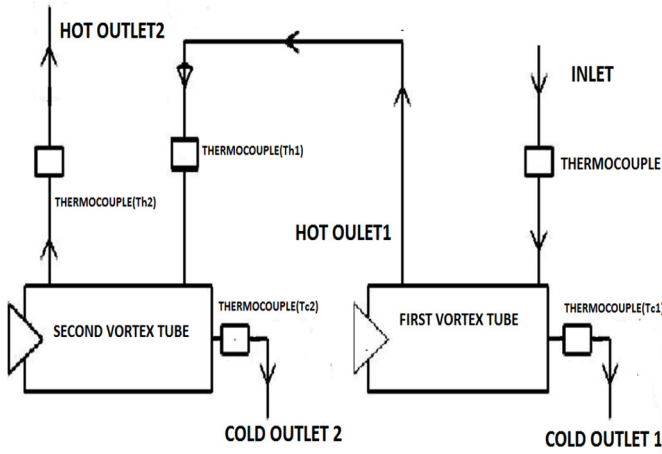 HOT OUTLET2
INLET
THERMOCOUPLE(Th1)
THERMOCOUPLE
THERMOCOUPLE(Th2)
HOT OULET1
THERMOCOUPLE(Tc2)
THERMOCOUPLE(Tc1)
SECOND VORTEX TUBE
FIRST VORTEX TUBE
COLD OUTLET 2
COLD OUTLET 1